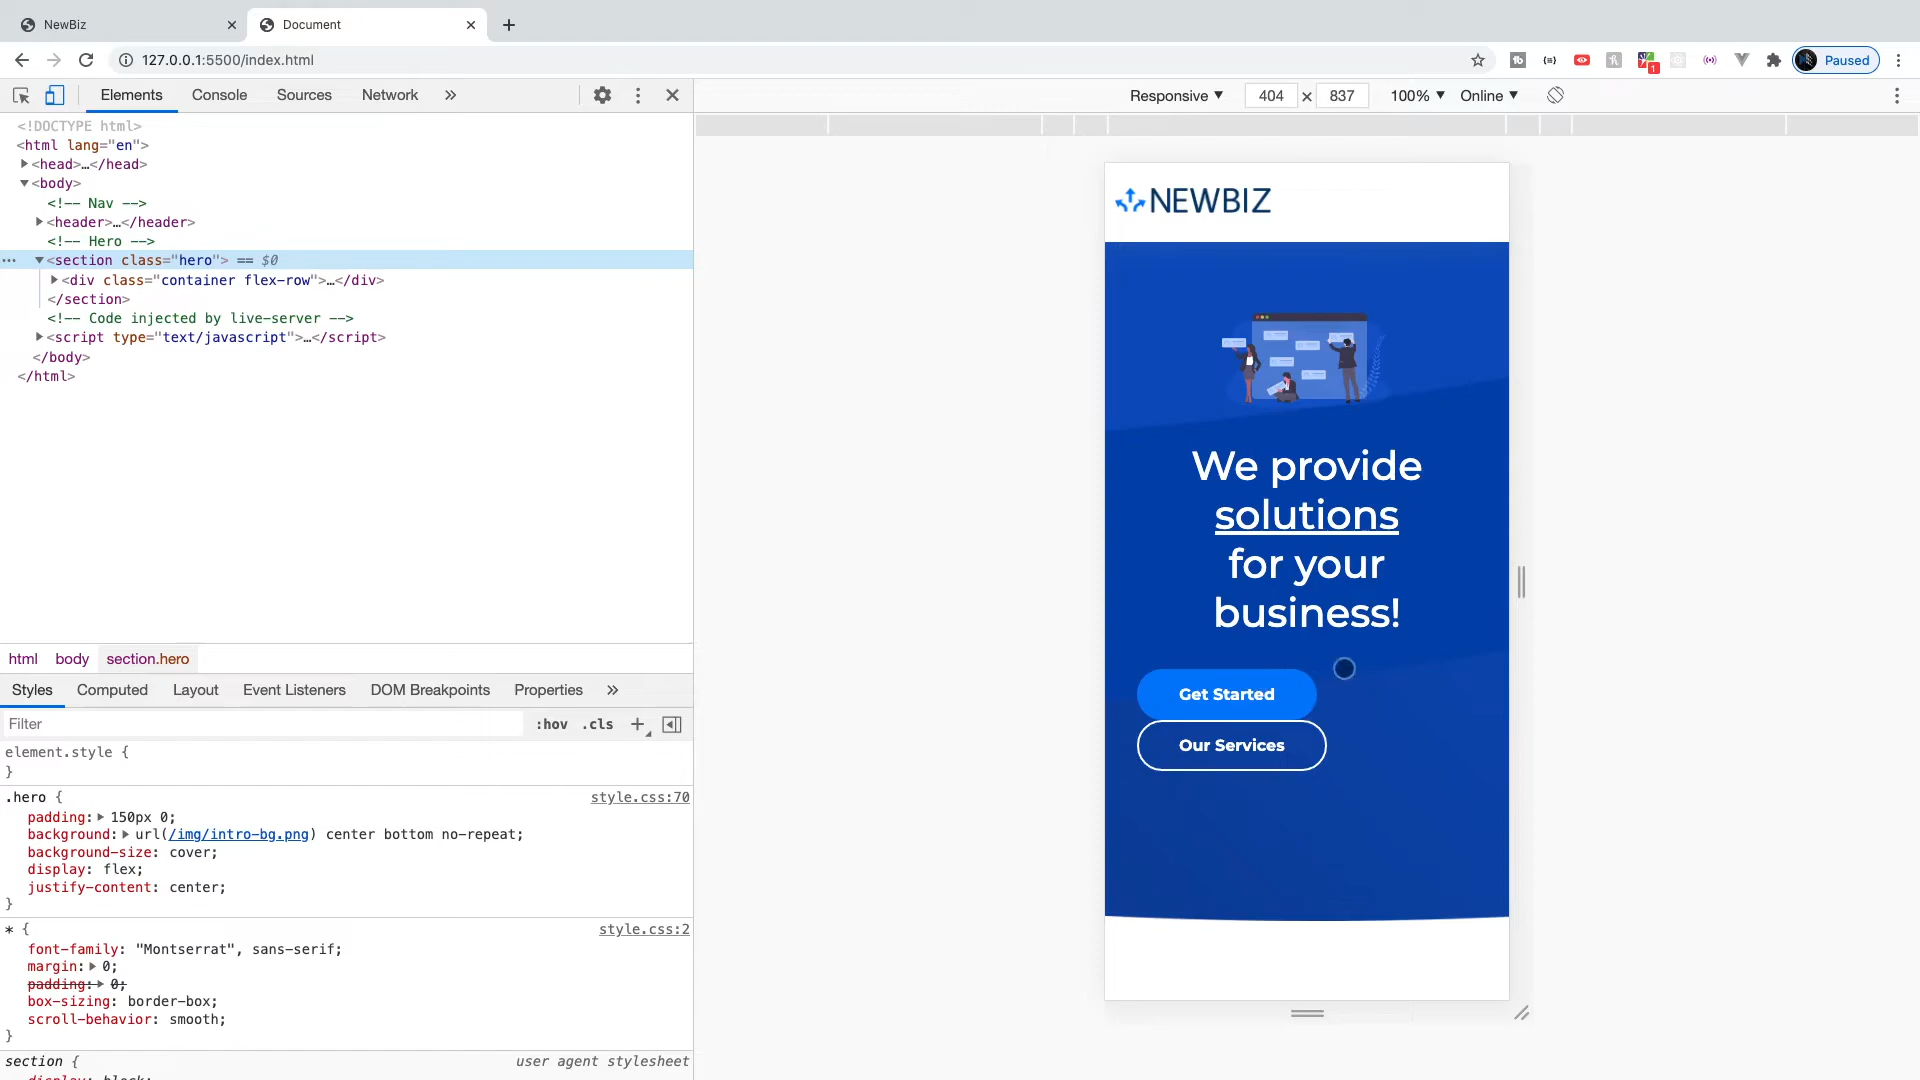 NewBiz
Document
127.0.0.1:5500/index.html
1
Paused
Elements Console Sources Network »
Responsive ▼ 404 × 837 100% ▼ Online ▼
<!DOCTYPE html>
<html lang="en">
▶<head>…</head>
▼<body>
<!-- Nav -->
▶<header>…</header>
<!-- Hero -->
… ▼<section class="hero"> == $0
▶<div class="container flex-row">…</div>
</section>
<!-- Code injected by live-server -->
▶<script type="text/javascript">…</script>
</body>
</html>
html body section.hero
Styles Computed Layout Event Listeners DOM Breakpoints Properties »
Filter :hov .cls +
element.style {
}
.hero { style.css:70
padding:▶ 150px 0;
background:▶ url(/img/intro-bg.png) center bottom no-repeat;
background-size: cover;
display: flex;
justify-content: center;
}
* { style.css:2
font-family: "Montserrat", sans-serif;
margin:▶ 0;
padding:▶ 0;
box-sizing: border-box;
scroll-behavior: smooth;
}
section { user agent stylesheet
display: block;
NEWBIZ
We provide
solutions
for your
business!
Get Started
Our Services